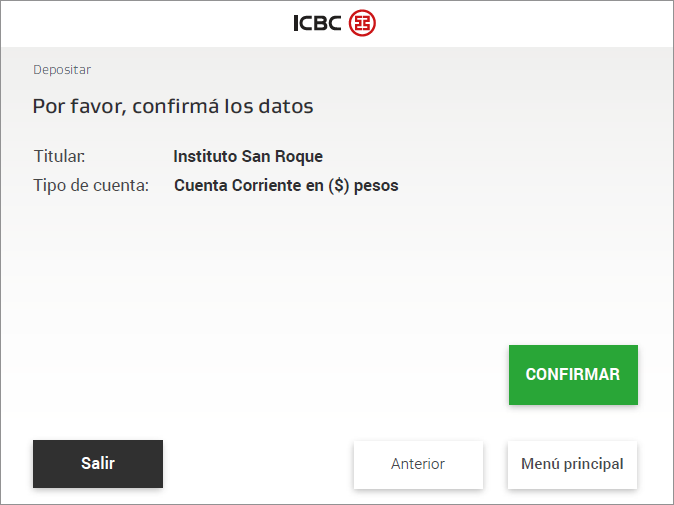 ICBC
Depositar
Por favor, confirmá los datos
Titular: Instituto San Roque
Tipo de cuenta: Cuenta Corriente en ($) pesos
CONFIRMAR
Salir Anterior Menú principal